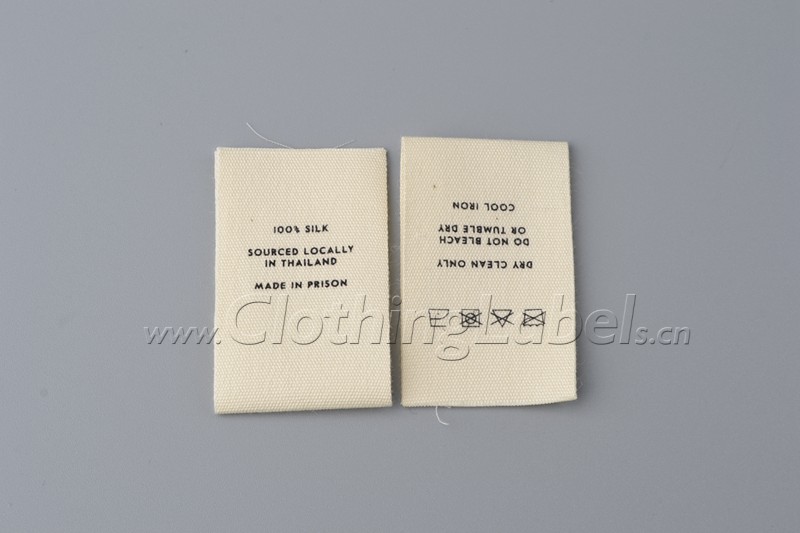 100% SILK
SOURCED LOCALLY
IN THAILAND
MADE IN PRISON
DRY CLEAN ONLY
DO NOT BLEACH
OR TUMBLE DRY
COOL IRON
www.ClothingLabels.cn